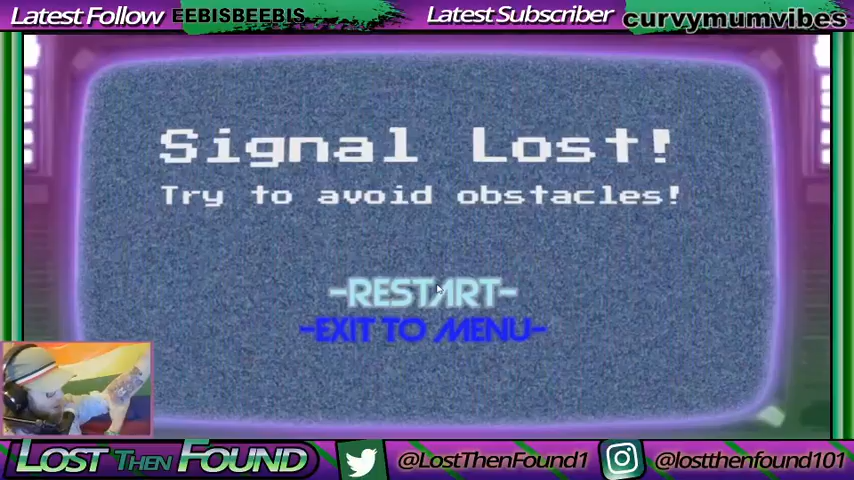 Latest Follow EEBISBEEBIS Latest Subscriber curvymumvibes
Signal Lost!
Try to avoid obstacles!
-RESTART-
-EXIT TO MENU-
LOST THEN FOUND @LostThenFound1 @lostthenfound101